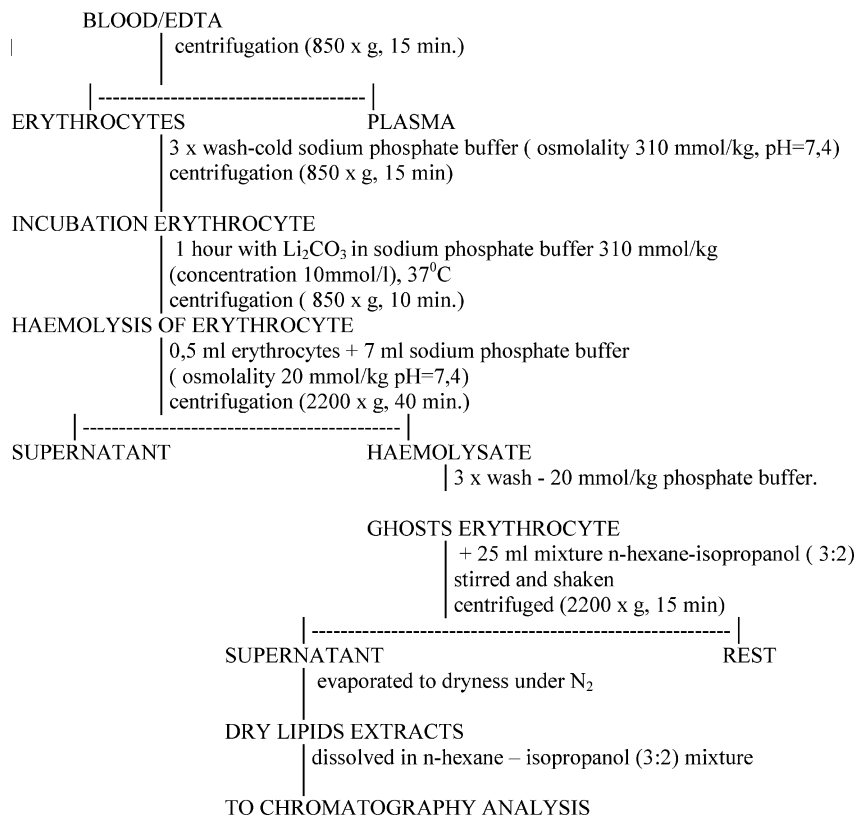 BLOOD/EDTA
centrifugation (850 x g, 15 min.)
ERYTHROCYTES PLASMA
3 x wash-cold sodium phosphate buffer ( osmolality 310 mmol/kg, pH=7,4)
centrifugation (850 x g, 15 min)
INCUBATION ERYTHROCYTE
1 hour with Li₂CO₃ in sodium phosphate buffer 310 mmol/kg
(concentration 10mmol/l), 37⁰C
centrifugation ( 850 x g, 10 min.)
HAEMOLYSIS OF ERYTHROCYTE
0,5 ml erythrocytes + 7 ml sodium phosphate buffer
( osmolality 20 mmol/kg pH=7,4)
centrifugation (2200 x g, 40 min.)
SUPERNATANT HAEMOLYSATE
3 x wash - 20 mmol/kg phosphate buffer.
GHOSTS ERYTHROCYTE
+ 25 ml mixture n-hexane-isopropanol ( 3:2)
stirred and shaken
centrifuged (2200 x g, 15 min)
SUPERNATANT REST
evaporated to dryness under N₂
DRY LIPIDS EXTRACTS
dissolved in n-hexane – isopropanol (3:2) mixture
TO CHROMATOGRAPHY ANALYSIS